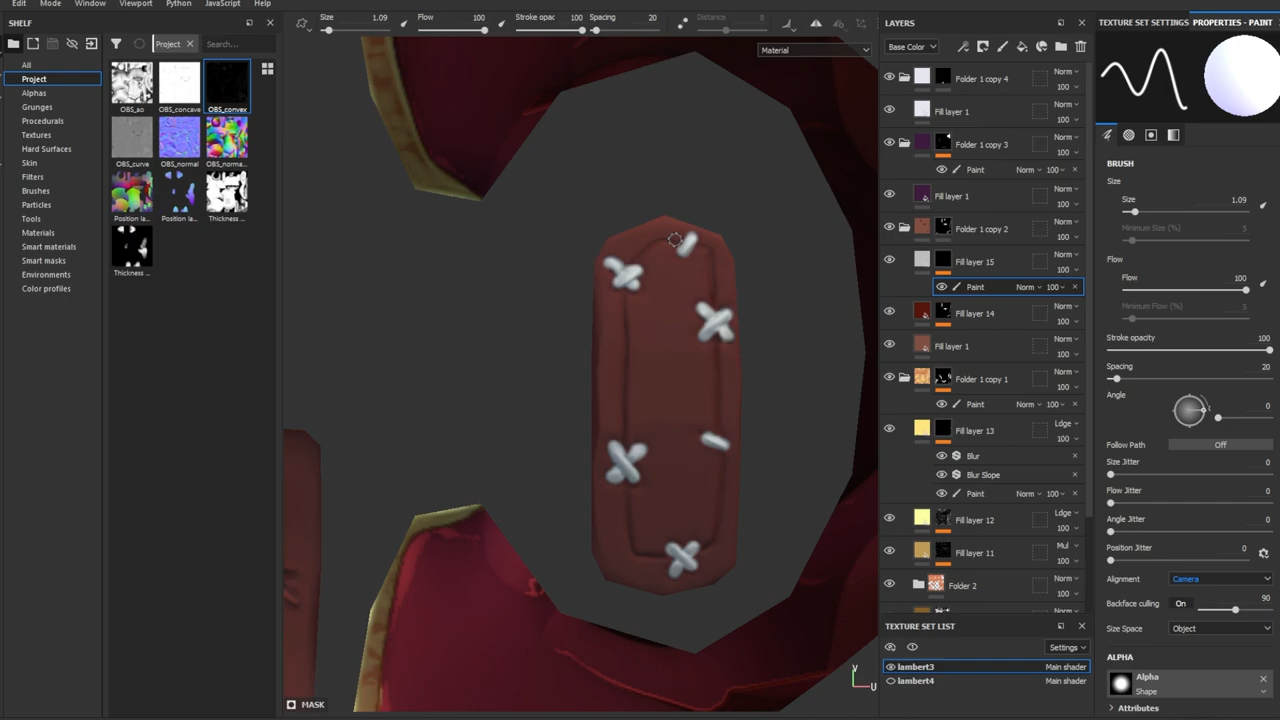 Edit Mode Window Viewport Python JavaScript Help
SHELF
Project
Search...
All
Project
Alphas
Grunges
Procedurals
Textures
Hard Surfaces
Skin
Filters
Brushes
Particles
Tools
Materials
Smart materials
Smart masks
Environments
Color profiles
OBS_ao OBS_concave OBS_convex
OBS_curve OBS_normal OBS_norma...
Position la... Position la... Thickness ...
Thickness ...
Size 1.09 Flow 100 Stroke opac 100 Spacing 20 Distance 8
Material
MASK
LAYERS
Base Color
Folder 1 copy 4 Norm 100
Fill layer 1 Norm 100
Folder 1 copy 3 Norm 100
Paint Norm 100
Fill layer 1 Norm 100
Folder 1 copy 2 Norm 100
Fill layer 15 Norm 100
Paint Norm 100
Fill layer 14 Norm 100
Fill layer 1 Norm 100
Folder 1 copy 1 Norm 100
Paint Norm 100
Fill layer 13 Ldge 100
Blur
Blur Slope
Paint Norm 100
Fill layer 12 Ldge 100
Fill layer 11 Mul 100
Folder 2 Norm 100
Norm
TEXTURE SET LIST
Settings
lambert3 Main shader
lambert4 Main shader
TEXTURE SET SETTINGS PROPERTIES - PAINT
BRUSH
Size
Size 1.09
Minimum Size (%) 5
Flow
Flow 100
Minimum Flow (%) 5
Stroke opacity 100
Spacing 20
Angle 0
Follow Path Off
Size Jitter 0
Flow Jitter 0
Angle Jitter 0
Position Jitter 0
Alignment Camera
Backface culling On 90
Size Space Object
ALPHA
Alpha
Shape
Attributes
Y
U